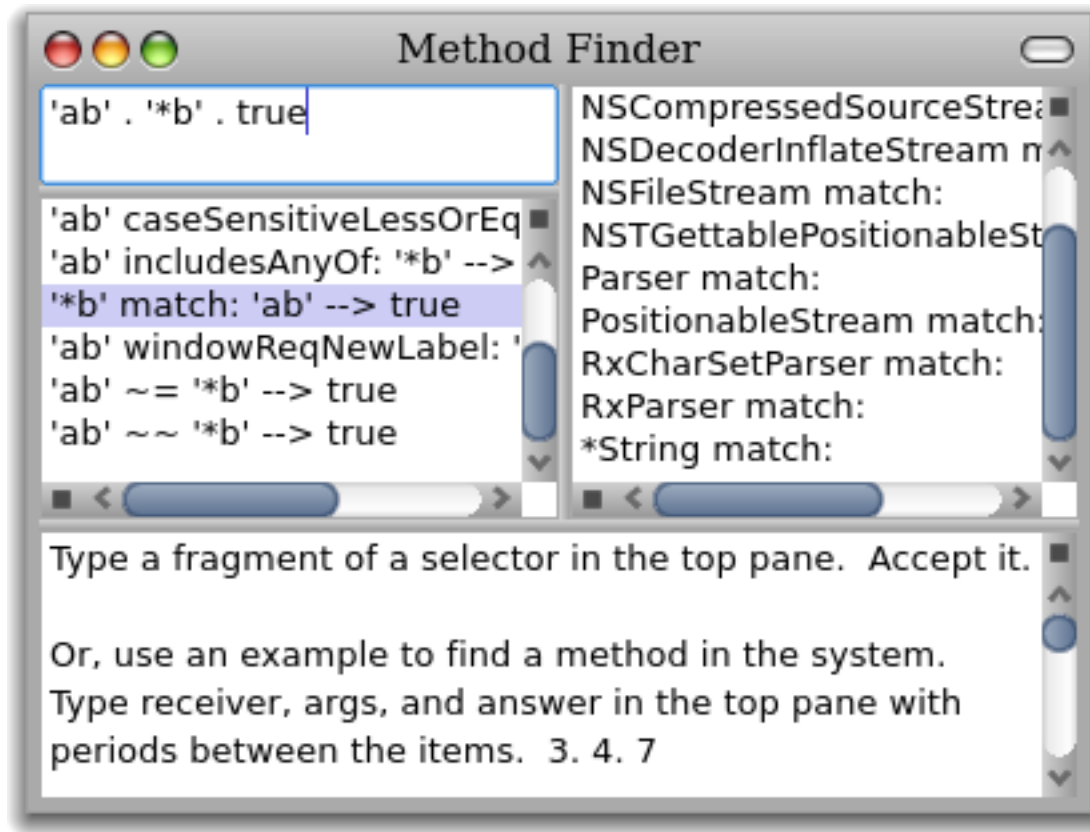 Method Finder
'ab' . '*b' . true
'ab' caseSensitiveLessOrEq
'ab' includesAnyOf: '*b' -->
'*b' match: 'ab' --> true
'ab' windowReqNewLabel: '
'ab' ~= '*b' --> true
'ab' ~~ '*b' --> true
NSCompressedSourceStrea
NSDecoderInflateStream m
NSFileStream match:
NSTGettablePositionableSt
Parser match:
PositionableStream match:
RxCharSetParser match:
RxParser match:
*String match:
Type a fragment of a selector in the top pane.  Accept it.
Or, use an example to find a method in the system.
Type receiver, args, and answer in the top pane with
periods between the items.  3. 4. 7